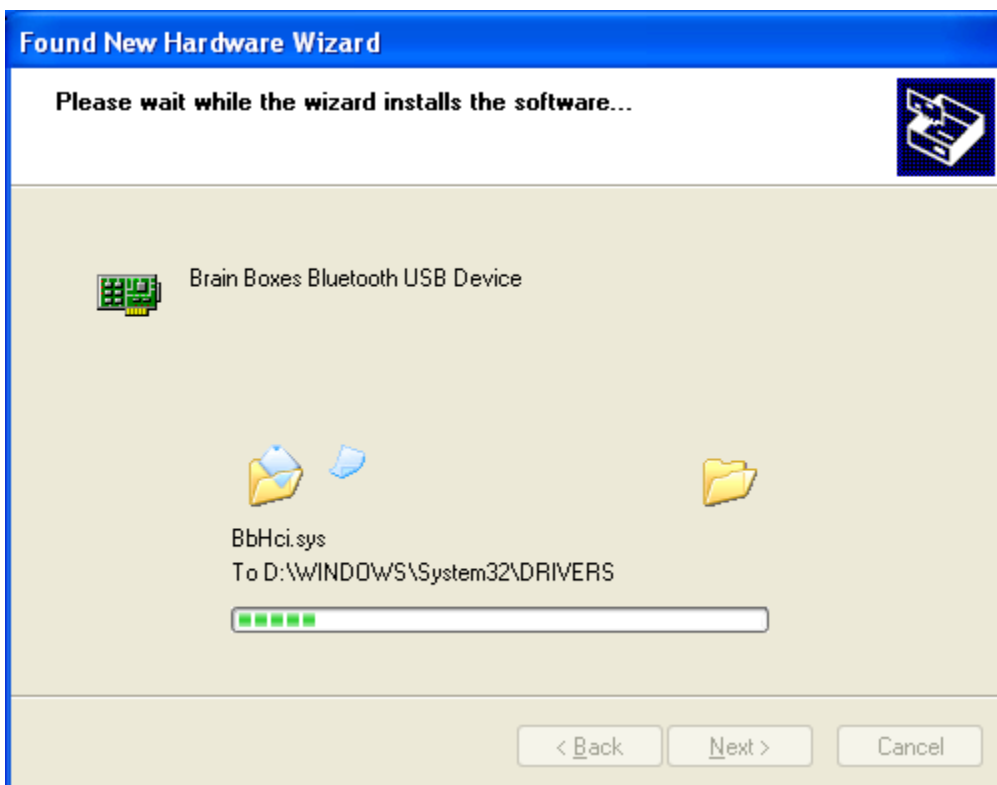 Found New Hardware Wizard
Please wait while the wizard installs the software...
Brain Boxes Bluetooth USB Device
BbHci.sys
To D:\WINDOWS\System32\DRIVERS
< Back
Next >
Cancel